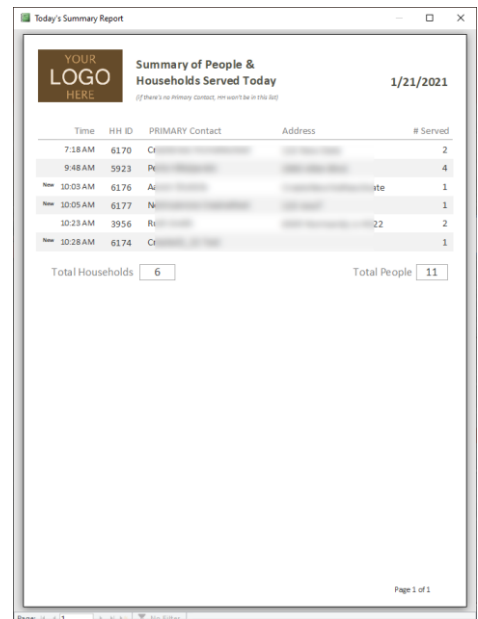 Today's Summary Report
YOUR
LOGO
HERE
Summary of People &
Households Served Today
(if there's no Primary Contact, HH won't be in this list)
1/21/2021
Time HH ID PRIMARY Contact Address # Served
7:18 AM 6170 2
9:48 AM 5923 4
New 10:03 AM 6176 1
New 10:05 AM 6177 1
10:23 AM 3956 22 2
New 10:28 AM 6174 1
Total Households 6 Total People 11
Page 1 of 1
Page: 1 No Filter